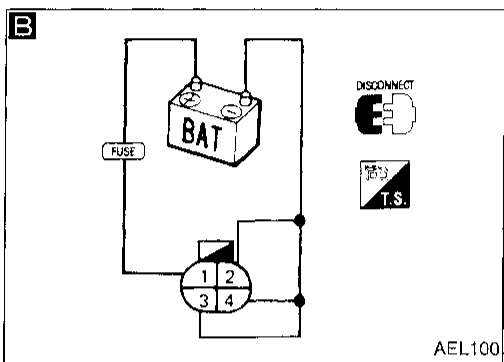 B
DISCONNECT
BAT
FUSE
T.S.
1 2
3 4
AEL100